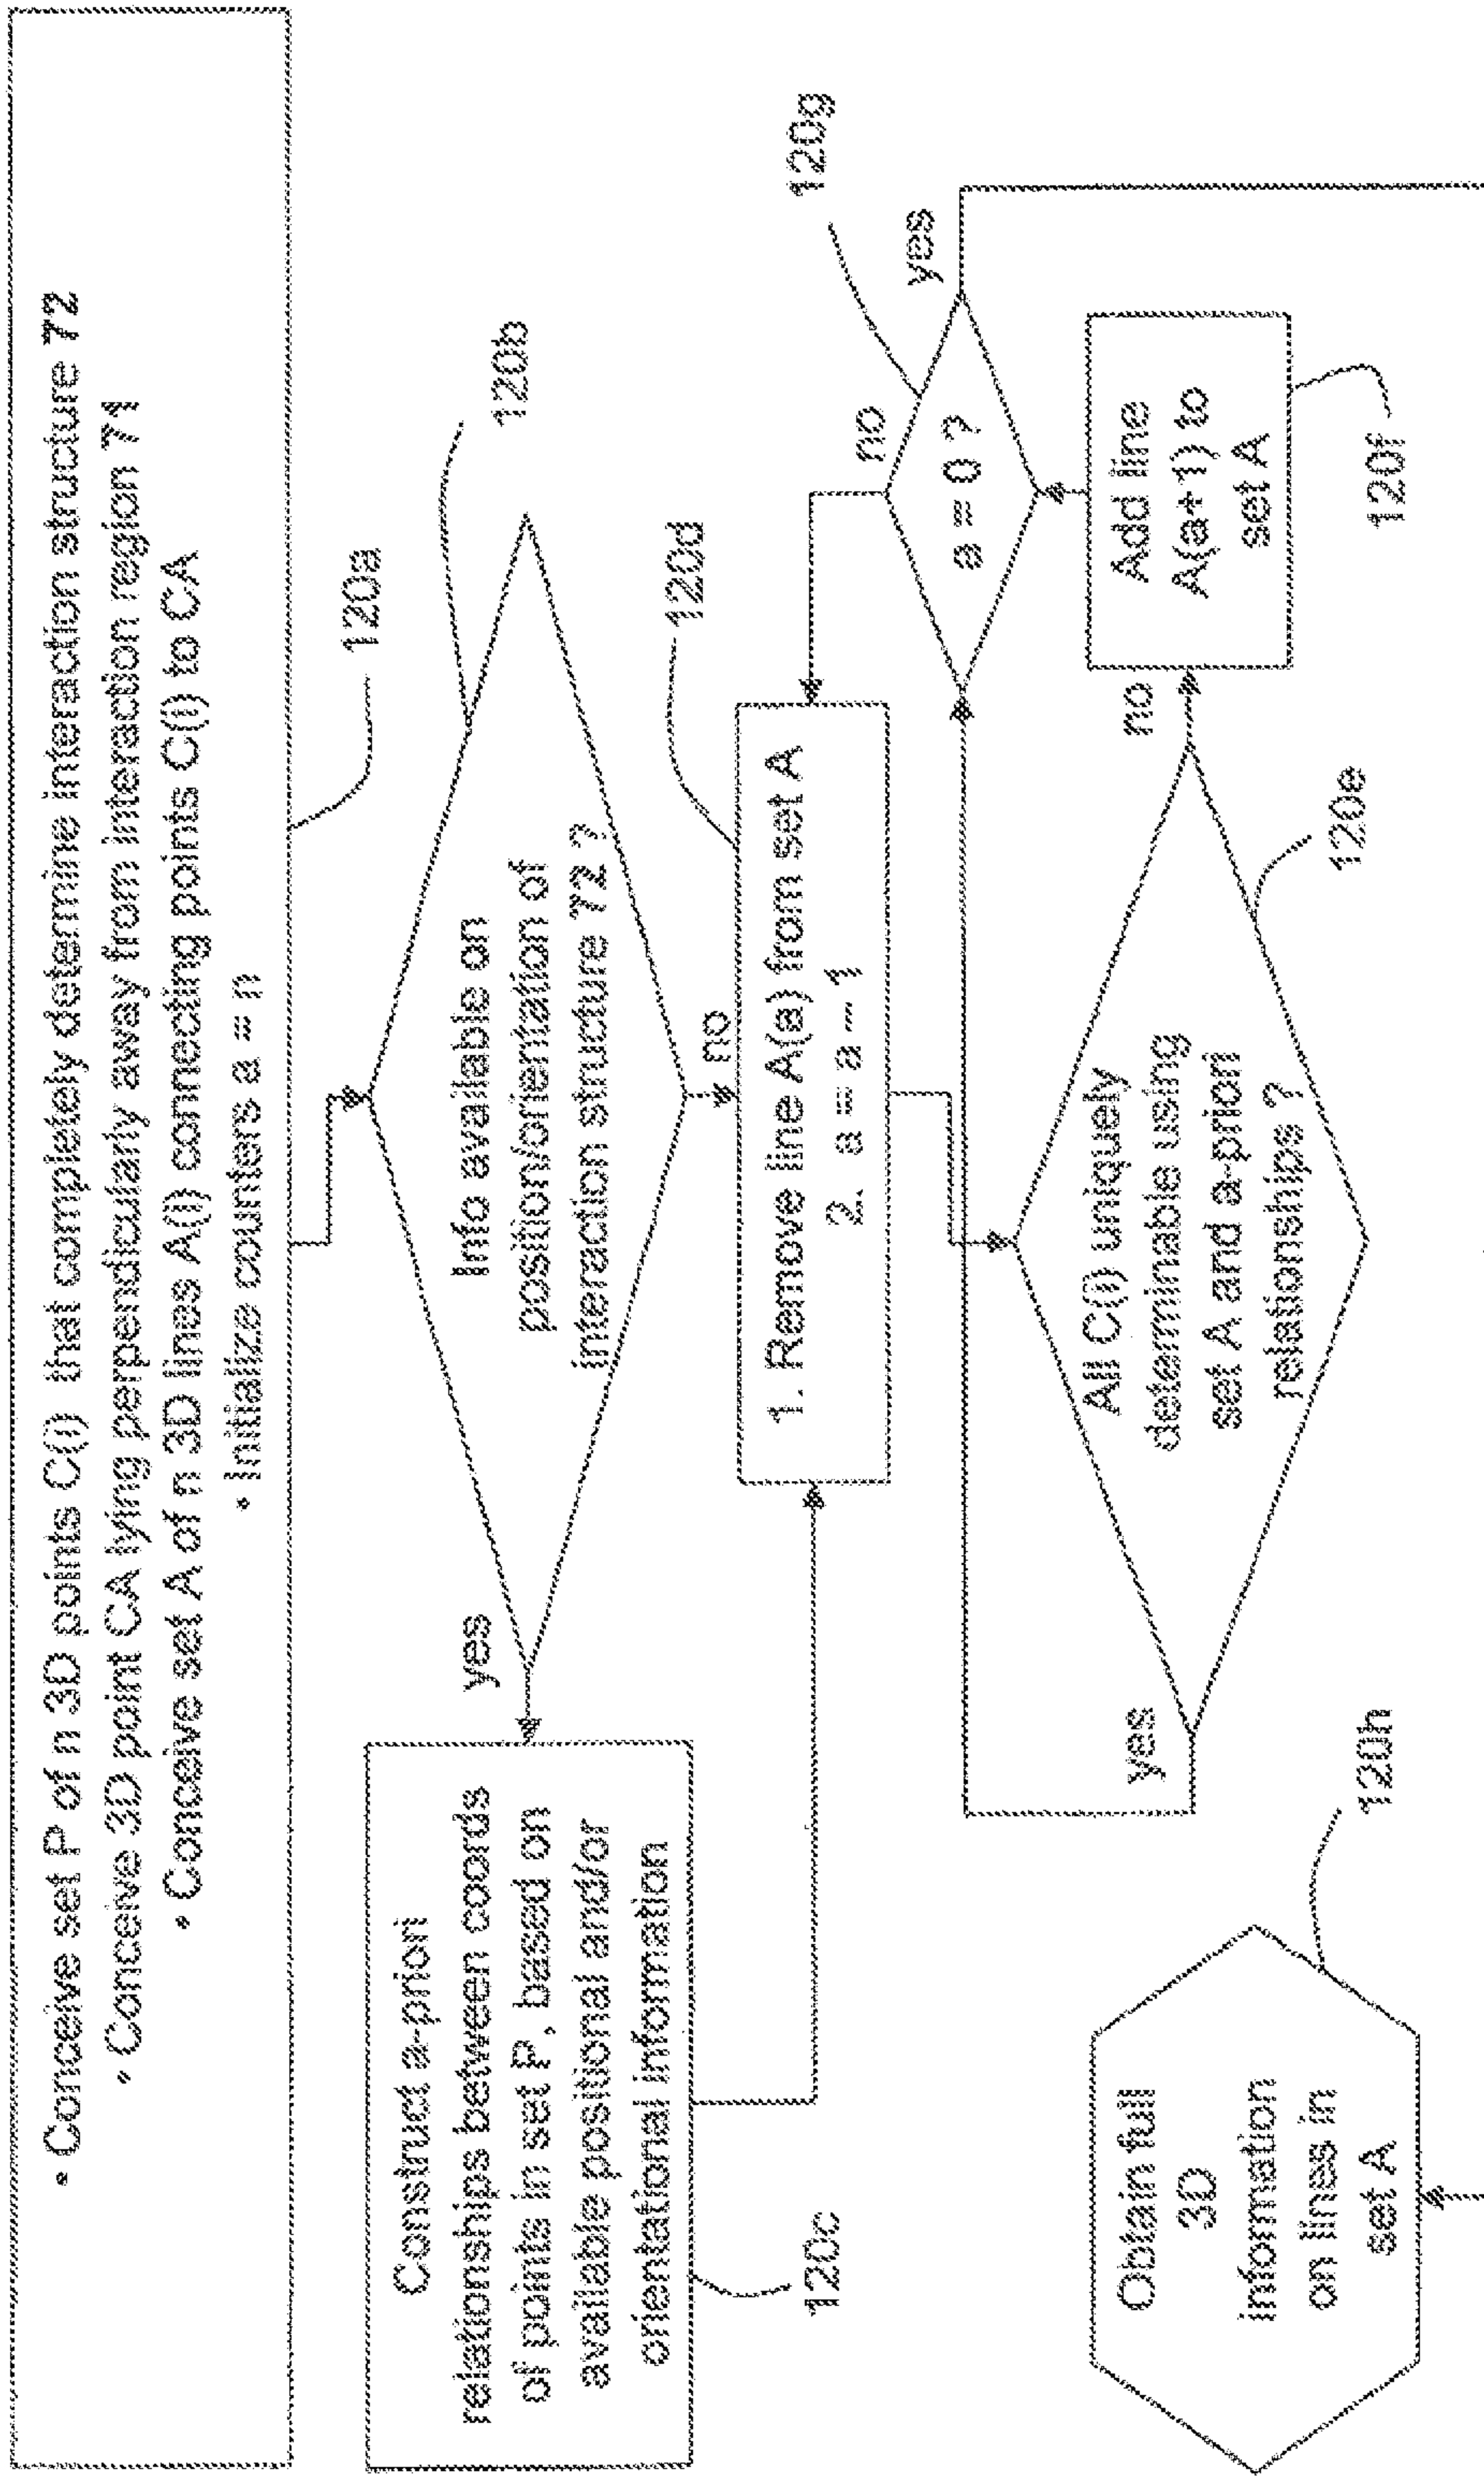 • Conceive set P of n 3D points C(i) that completely determine interaction structure 72
• Conceive 3D point CA lying perpendicularly away from interaction region 71
• Conceive set A of n 3D lines A(i) connecting points C(i) to CA
• Initialize counters a = n
120a
120b
Info available on
position/orientation of
interaction structure 72 ?
yes
no
Construct a-priori
relationships between coords
of points in set P, based on
available positional and/or
orientational information
120c
120d
1. Remove line A(a) from set A
2. a = a – 1
120g
no
yes
a = 0 ?
All C(i) uniquely
determinable using
set A and a-priori
relationships ?
yes
no
120e
Add line
A(a+1) to
set A
120f
120h
Obtain full
3D
information
on lines in
set A